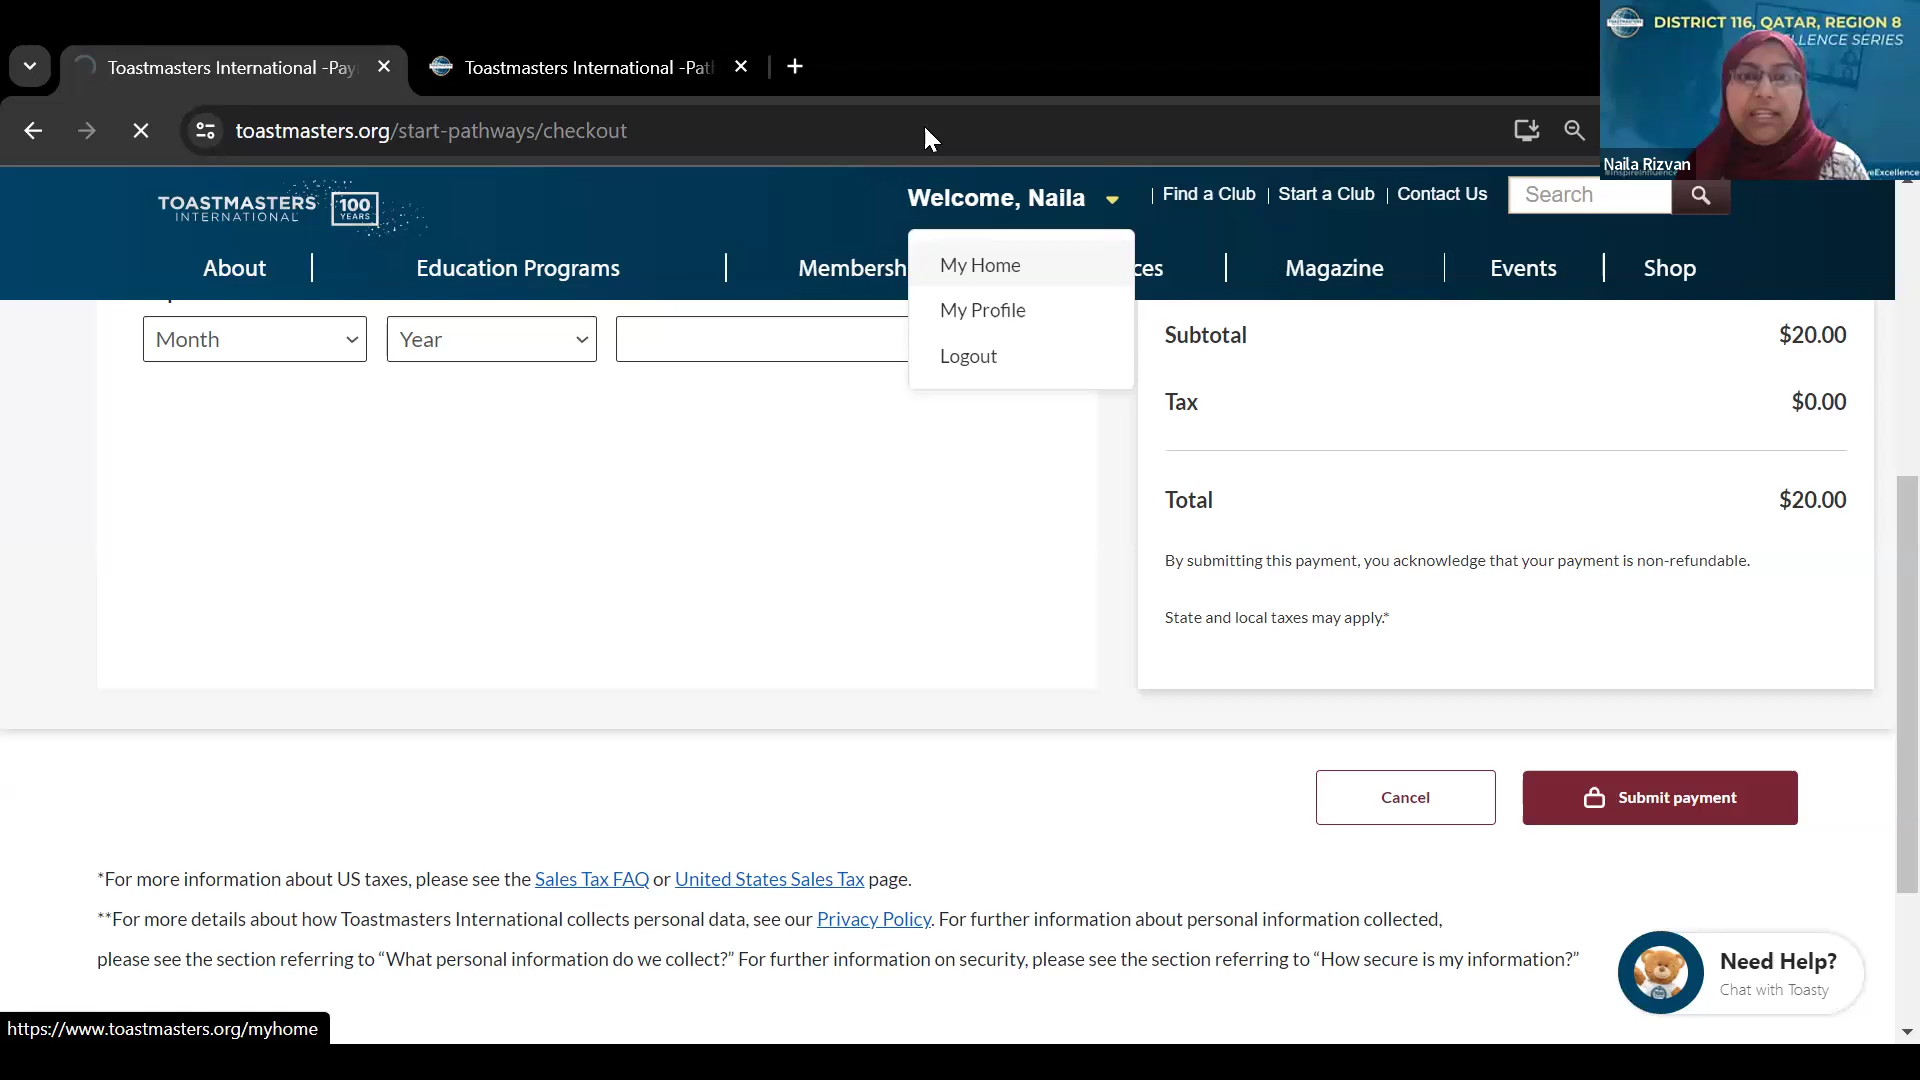 DISTRICT 116, QATAR, REGION 8
LLENCE SERIES
Naila Rizvan
Toastmasters International -Pay
Toastmasters International -Pat
toastmasters.org/start-pathways/checkout
TOASTMASTERS
INTERNATIONAL
100
YEARS
Welcome, Naila
Find a Club
Start a Club
Contact Us
Search
About
Education Programs
Membersh
ces
Magazine
Events
Shop
My Home
My Profile
Logout
Month
Year
Subtotal $20.00
Tax $0.00
Total $20.00
By submitting this payment, you acknowledge that your payment is non-refundable.
State and local taxes may apply.*
Cancel
Submit payment
*For more information about US taxes, please see the Sales Tax FAQ or United States Sales Tax page.
**For more details about how Toastmasters International collects personal data, see our Privacy Policy. For further information about personal information collected,
please see the section referring to “What personal information do we collect?” For further information on security, please see the section referring to “How secure is my information?”
Need Help?
Chat with Toasty
https://www.toastmasters.org/myhome